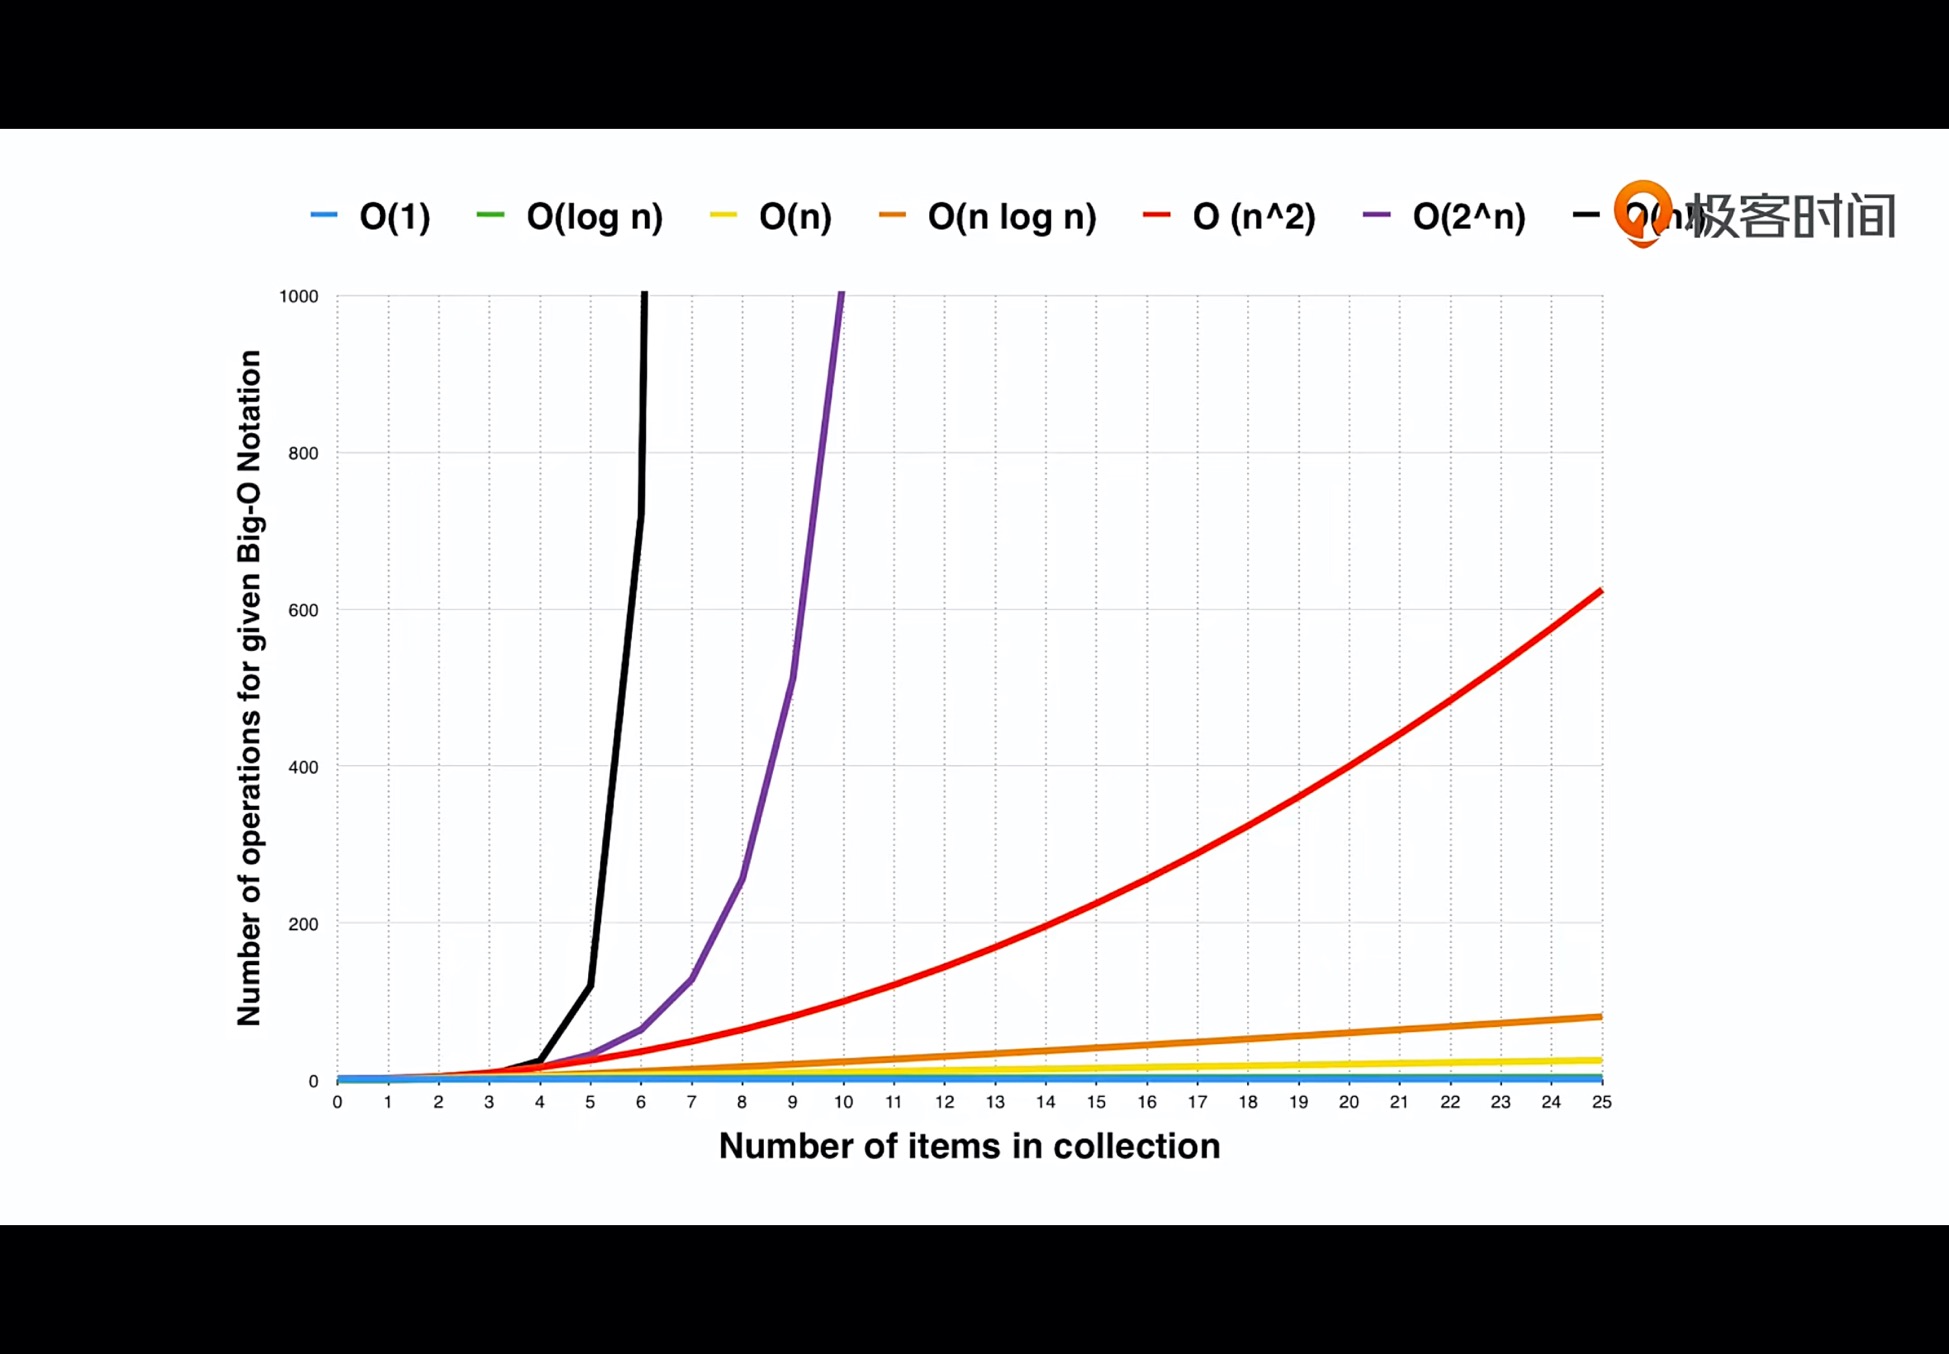 O(1) O(log n) O(n) O(n log n) O (n^2) O(2^n)
极客时间
Number of operations for given Big-O Notation
1000
800
600
400
200
0
0 1 2 3 4 5 6 7 8 9 10 11 12 13 14 15 16 17 18 19 20 21 22 23 24 25
Number of items in collection